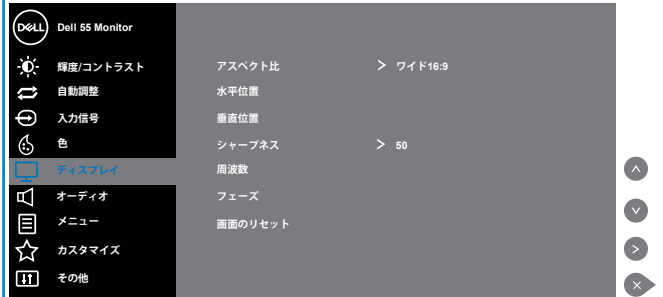 DELL Dell 55 Monitor
輝度/コントラスト アスペクト比 > ワイド16:9
自動調整 水平位置
入力信号 垂直位置
色 シャープネス > 50
ディスプレイ 周波数
オーディオ フェーズ
メニュー 画面のリセット
カスタマイズ
その他